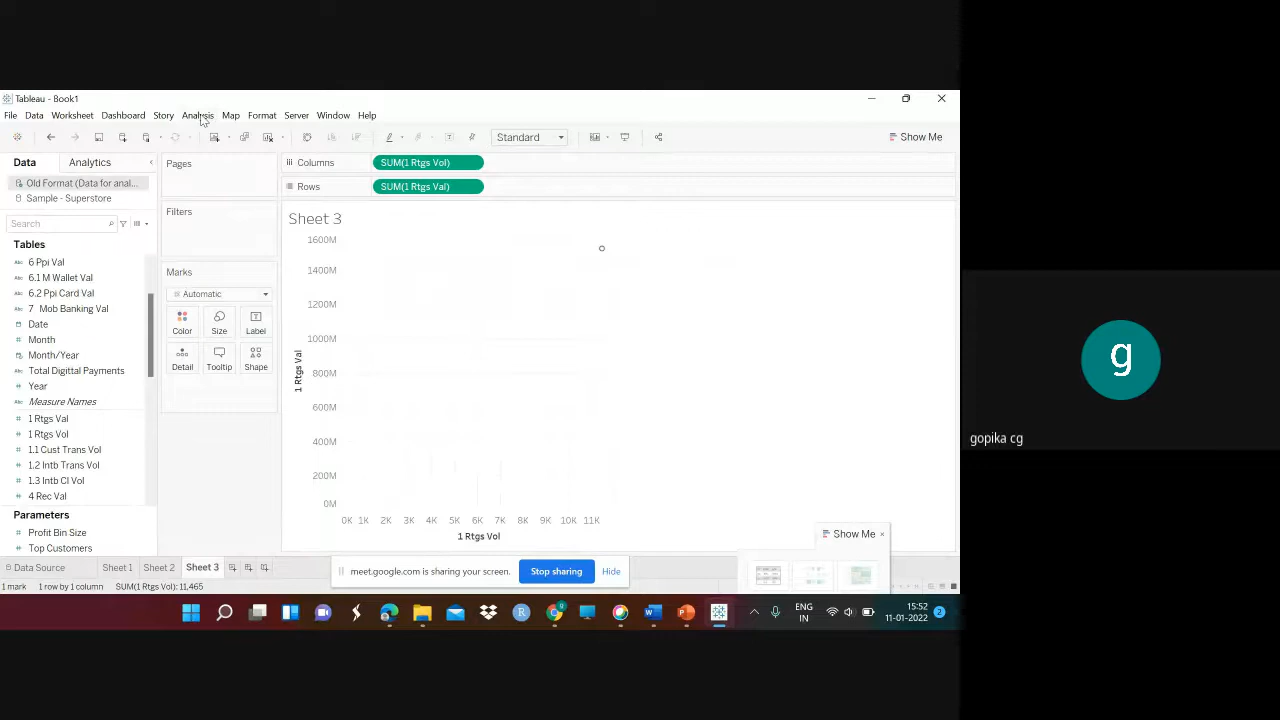 Tableau - Book1
File Data Worksheet Dashboard Story Analysis Map Format Server Window Help
Standard
Show Me
Data Analytics
Pages
Columns SUM(1 Rtgs Vol)
Old Format (Data for anal...
Rows SUM(1 Rtgs Val)
Sample - Superstore
Filters
Sheet 3
Search
Tables
6 Ppi Val
6.1 M Wallet Val
6.2 Ppi Card Val
7 Mob Banking Val
Date
Month
Month/Year
Total Digittal Payments
Year
Measure Names
1 Rtgs Val
1 Rtgs Vol
1.1 Cust Trans Vol
1.2 Intb Trans Vol
1.3 Intb Cl Vol
4 Rec Val
Parameters
Profit Bin Size
Top Customers
Marks
Automatic
Color Size Label
Detail Tooltip Shape
1600M
1400M
1200M
1000M
800M
600M
400M
200M
0M
1 Rtgs Val
0K 1K 2K 3K 4K 5K 6K 7K 8K 9K 10K 11K
1 Rtgs Vol
Show Me
Data Source Sheet 1 Sheet 2 Sheet 3
meet.google.com is sharing your screen. Stop sharing Hide
1 mark 1 row by 1 column SUM(1 Rtgs Vol): 11,465
ENG
IN
15:52
11-01-2022
2
g
gopika cg